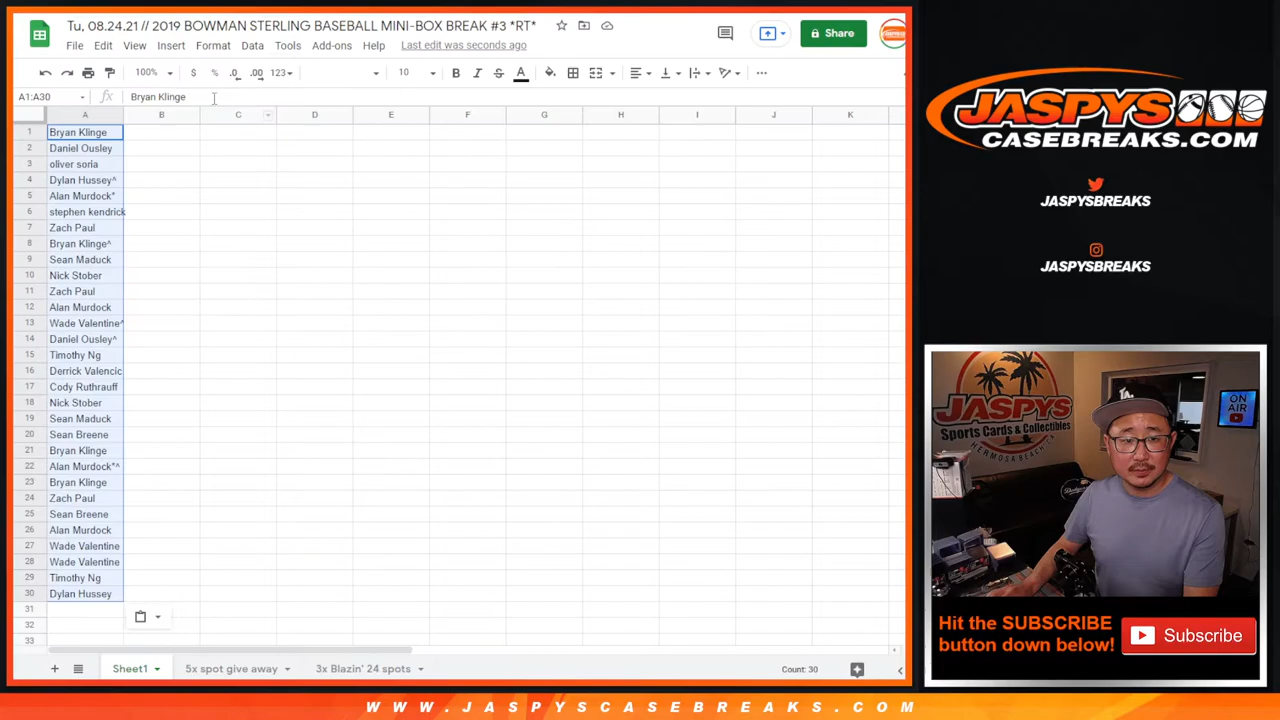 Tu, 08.24.21 // 2019 BOWMAN STERLING BASEBALL MINI-BOX BREAK #3 *RT*
File Edit View Insert Format Data Tools Add-ons Help Last edit was seconds ago
Share
100% $ % .0 .00 123 10 B I S A
A1:A30 fx Bryan Klinge
A B C D E F G H I J K
1 Bryan Klinge
2 Daniel Ousley
3 oliver soria
4 Dylan Hussey^
5 Alan Murdock*
6 stephen kendrick
7 Zach Paul
8 Bryan Klinge^
9 Sean Maduck
10 Nick Stober
11 Zach Paul
12 Alan Murdock
13 Wade Valentine^
14 Daniel Ousley^
15 Timothy Ng
16 Derrick Valencic
17 Cody Ruthrauff
18 Nick Stober
19 Sean Maduck
20 Sean Breene
21 Bryan Klinge
22 Alan Murdock*^
23 Bryan Klinge
24 Zach Paul
25 Sean Breene
26 Alan Murdock
27 Wade Valentine
28 Wade Valentine
29 Timothy Ng
30 Dylan Hussey
31
32
33
Sheet1 5x spot give away 3x Blazin' 24 spots Count: 30
JASPYS
CASEBREAKS.COM
JASPYSBREAKS
JASPYSBREAKS
JASPYS
Sports Cards & Collectibles
HERMOSA BEACH, CA
ON AIR
LA
Dodgers
Hit the SUBSCRIBE
button down below!
Subscribe
WWW.JASPYSCASEBREAKS.COM